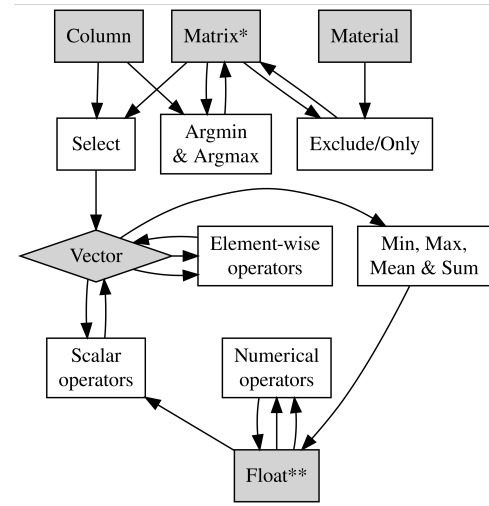 Column
Matrix*
Material
Select
Argmin
& Argmax
Exclude/Only
Vector
Element-wise
operators
Min, Max,
Mean & Sum
Scalar
operators
Numerical
operators
Float**